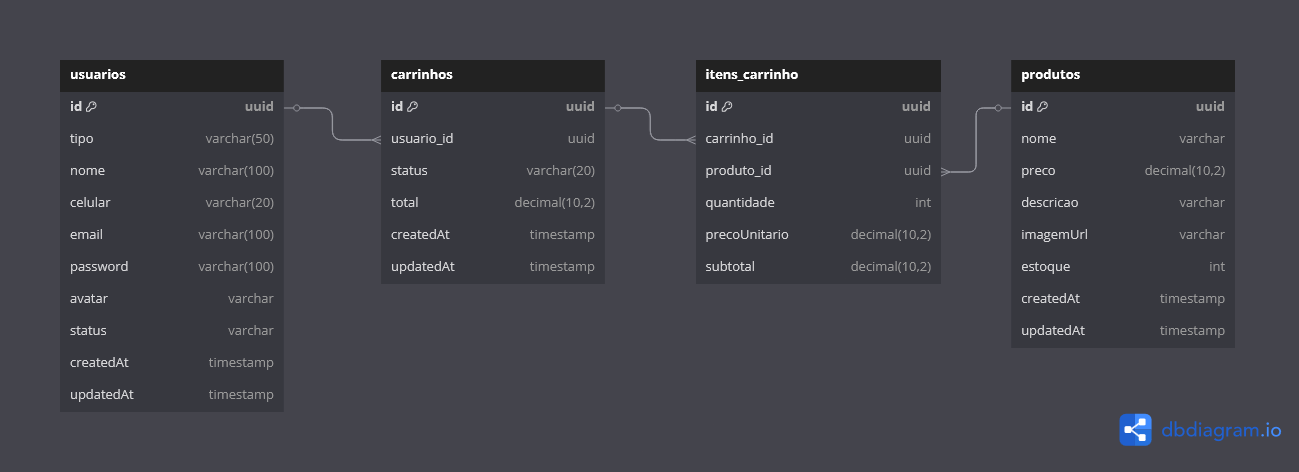 usuarios
id uuid
tipo varchar(50)
nome varchar(100)
celular varchar(20)
email varchar(100)
password varchar(100)
avatar varchar
status varchar
createdAt timestamp
updatedAt timestamp
carrinhos
id uuid
usuario_id uuid
status varchar(20)
total decimal(10,2)
createdAt timestamp
updatedAt timestamp
itens_carrinho
id uuid
carrinho_id uuid
produto_id uuid
quantidade int
precoUnitario decimal(10,2)
subtotal decimal(10,2)
produtos
id uuid
nome varchar
preco decimal(10,2)
descricao varchar
imagemUrl varchar
estoque int
createdAt timestamp
updatedAt timestamp
dbdiagram.io